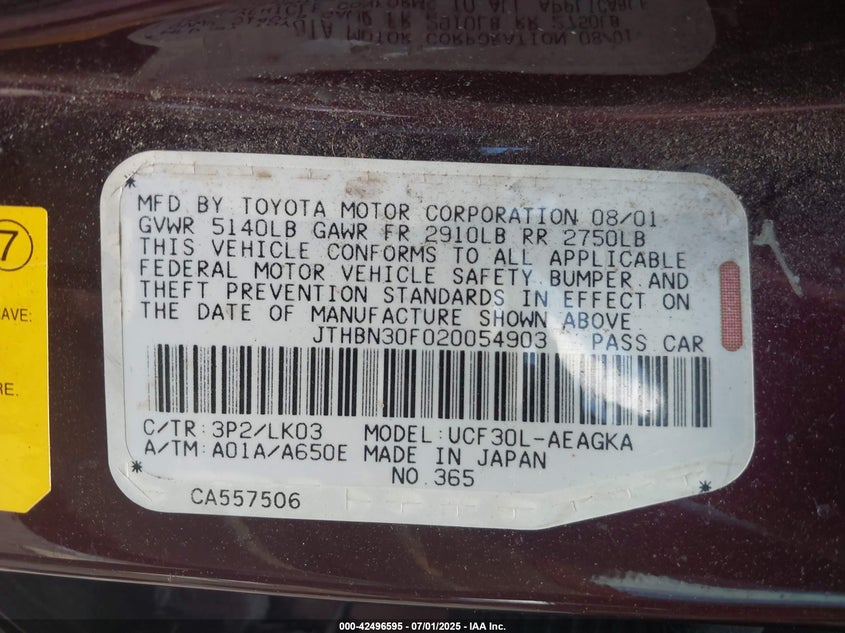 MFD BY TOYOTA MOTOR CORPORATION 08/01
GVWR 5140LB GAWR FR 2910LB RR 2750LB
THIS VEHICLE CONFORMS TO ALL APPLICABLE
FEDERAL MOTOR VEHICLE SAFETY, BUMPER AND
THEFT PREVENTION STANDARDS IN EFFECT ON
THE DATE OF MANUFACTURE SHOWN ABOVE
JTHBN30F020054903 PASS CAR
C/TR:3P2/LK03 MODEL:UCF30L-AEAGKA
A/TM:A01A/A650E MADE IN JAPAN
NO.365
CA557506
7
AVE:
RE.
000-42496595 - 07/01/2025 - IAA Inc.